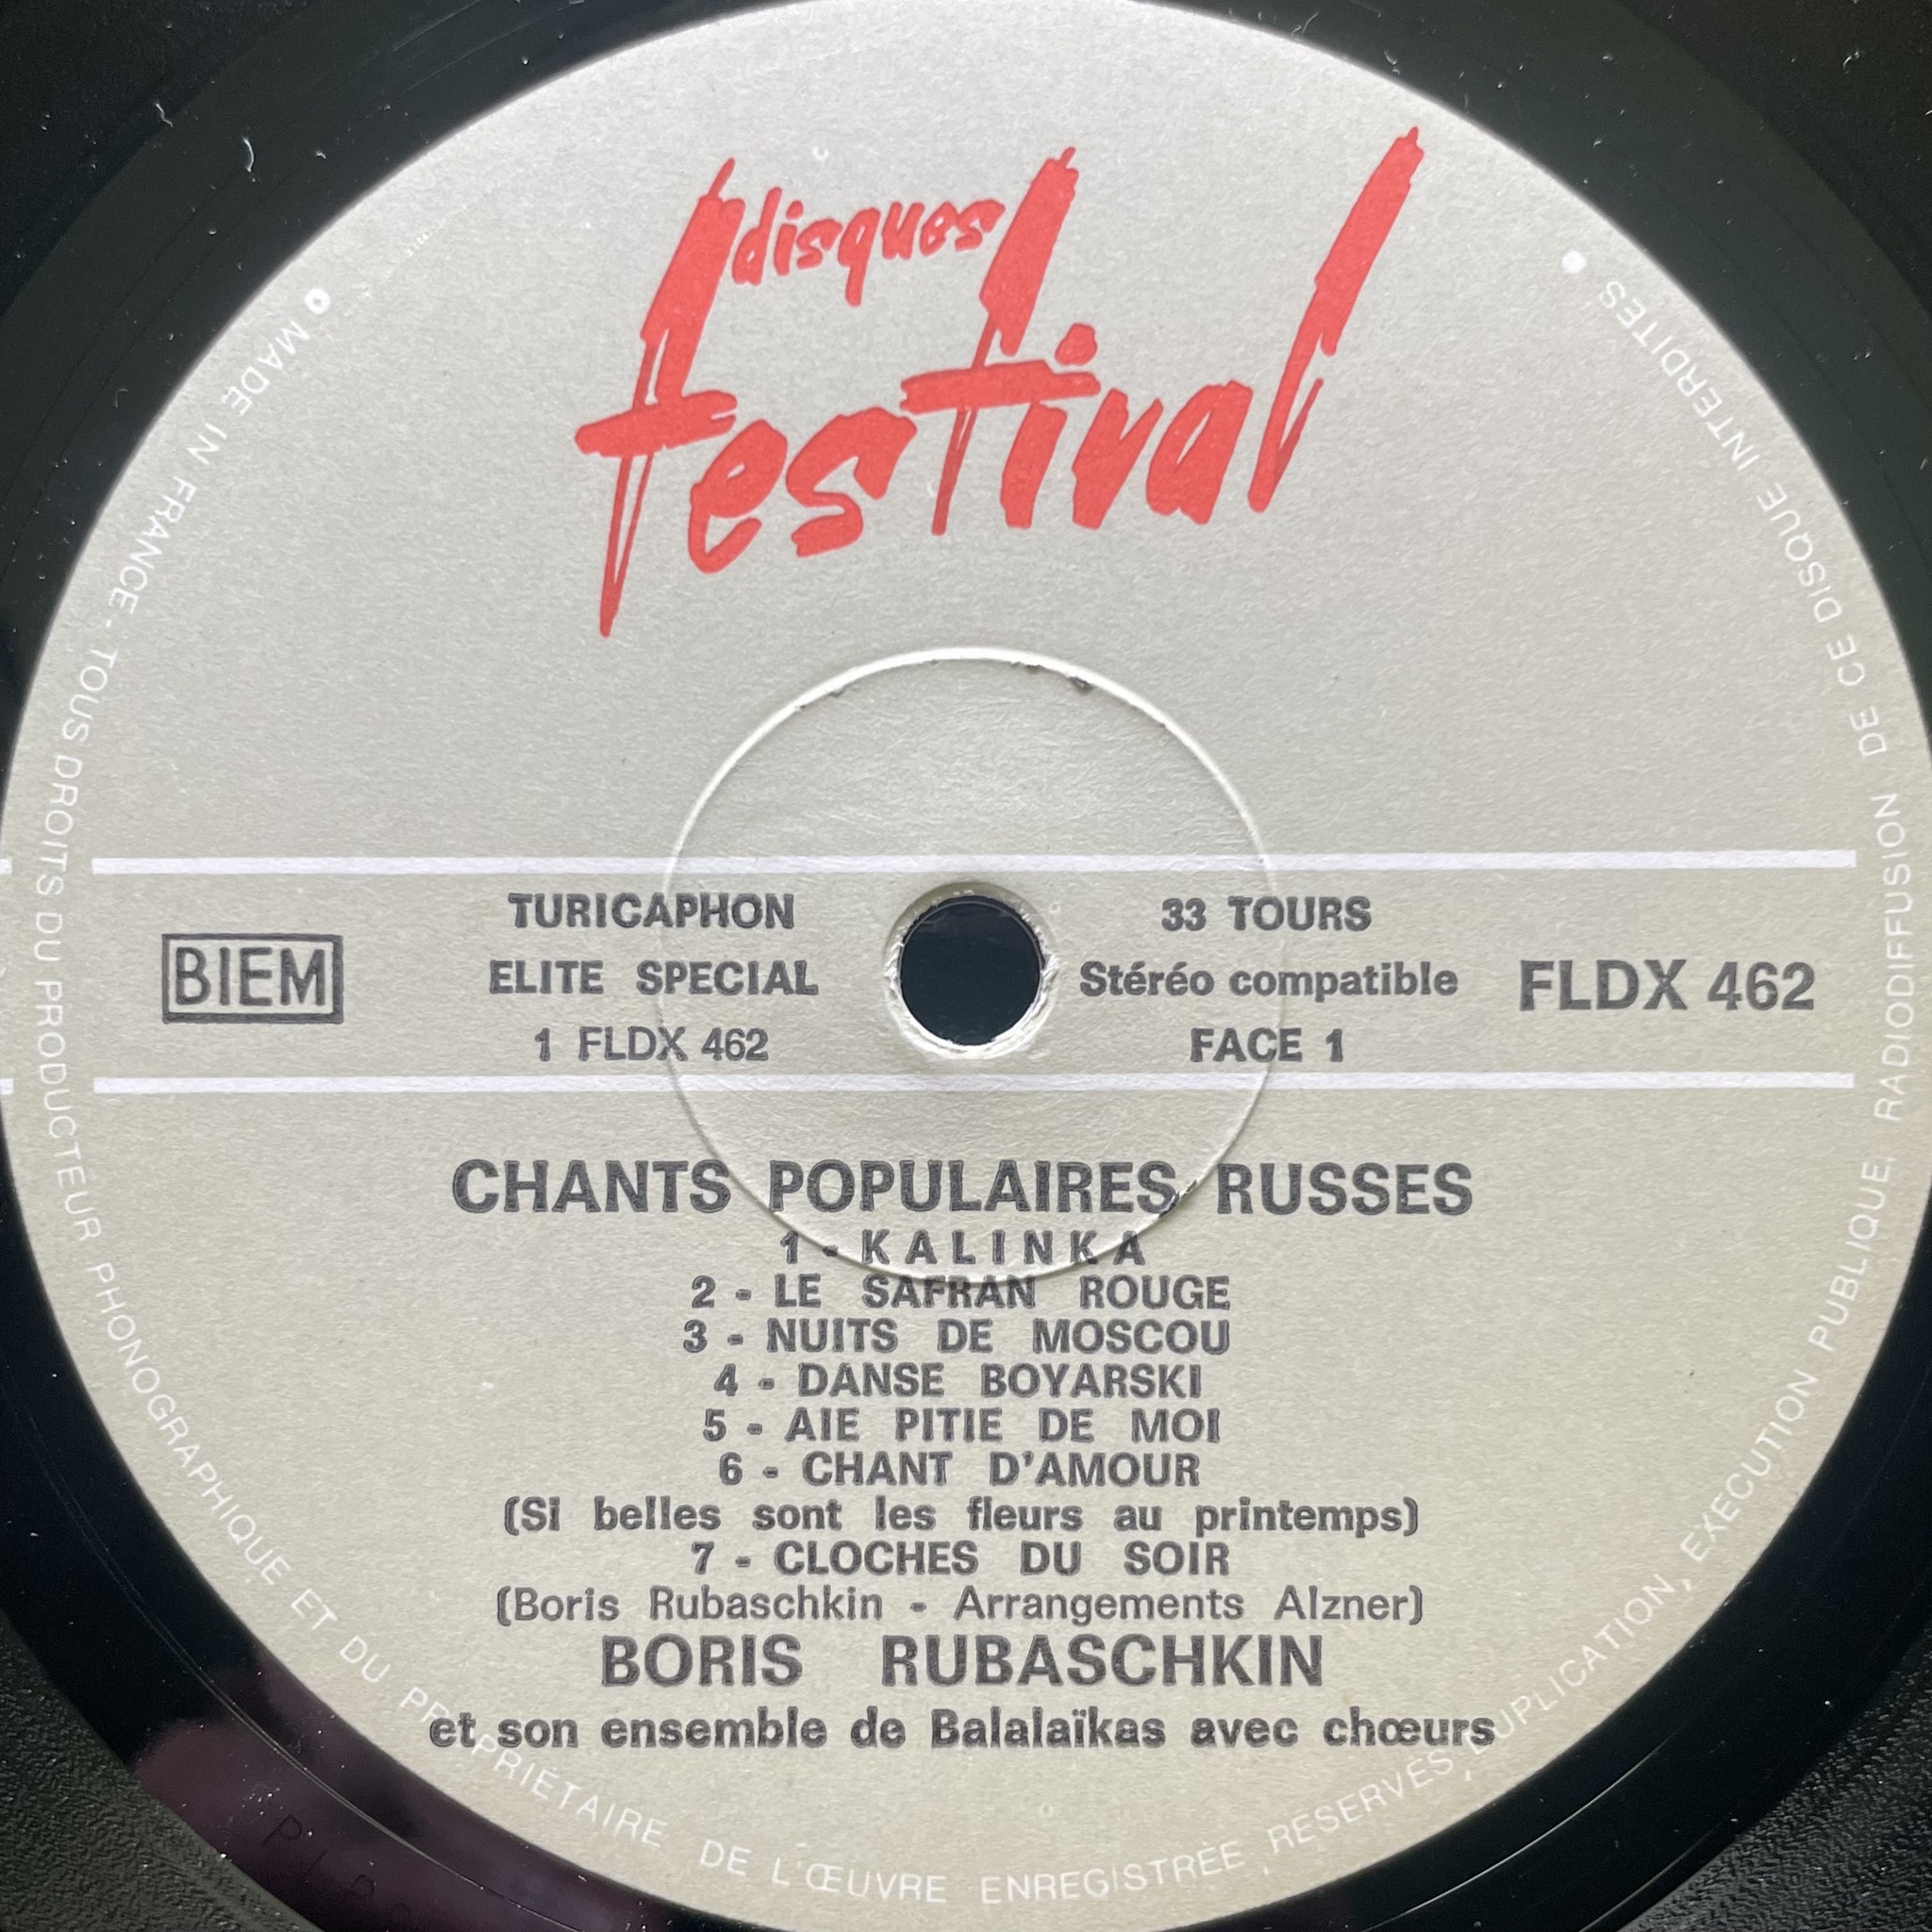 disques
festival
BIEM
TURICAPHON
ELITE SPECIAL
1 FLDX 462
33 TOURS
Stéréo compatible
FACE 1
FLDX 462
CHANTS POPULAIRES RUSSES
1 - KALINKA
2 - LE SAFRAN ROUGE
3 - NUITS DE MOSCOU
4 - DANSE BOYARSKI
5 - AIE PITIE DE MOI
6 - CHANT D'AMOUR
(Si belles sont les fleurs au printemps)
7 - CLOCHES DU SOIR
(Boris Rubaschkin - Arrangements Alzner)
BORIS RUBASCHKIN
et son ensemble de Balalaïkas avec chœurs
• MADE IN FRANCE - TOUS DROITS DU PRODUCTEUR PHONOGRAPHIQUE ET DU PROPRIÉTAIRE DE L'ŒUVRE ENREGISTRÉE RÉSERVÉS, DUPLICATION, EXECUTION PUBLIQUE, RADIODIFFUSION DE CE DISQUE INTERDITES •